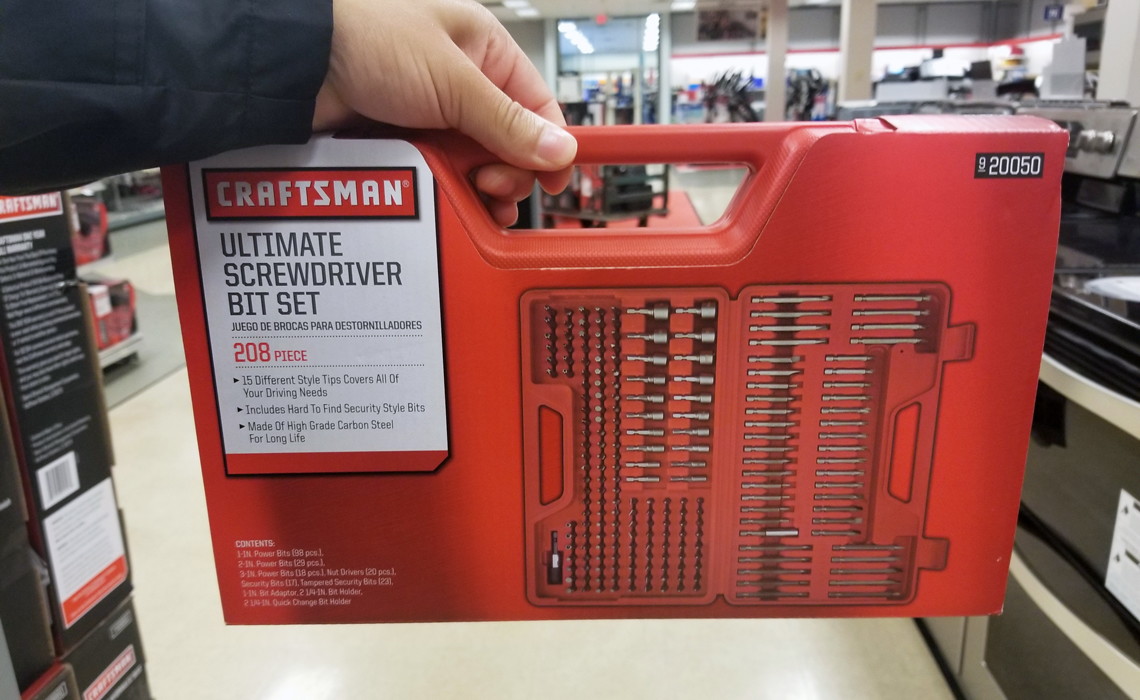 CRAFTSMAN®
ULTIMATE
SCREWDRIVER
BIT SET
JUEGO DE BROCAS PARA DESTORNILLADORES
208 PIECE
▸ 15 Different Style Tips Covers All Of
Your Driving Needs
▸ Includes Hard To Find Security Style Bits
▸ Made Of High Grade Carbon Steel
For Long Life
9 20050
CONTENTS:
1-IN. Power Bits (98 pcs.),
2-IN. Power Bits (29 pcs.),
3-IN. Power Bits (18 pcs.), Nut Drivers (20 pcs.),
Security Bits (17), Tampered Security Bits (23),
Bit Adaptor, 2 1/4-IN. Bit Holder,
2 1/4-IN. Quick Change Bit Holder
CRAFTSMAN